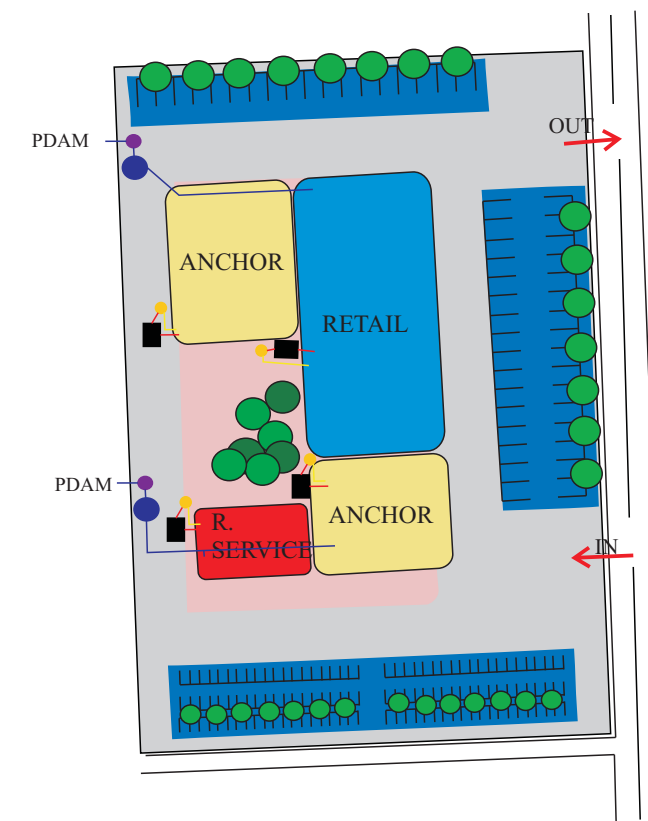 OUT
PDAM
ANCHOR
RETAIL
PDAM
R.
SERVICE
ANCHOR
IN